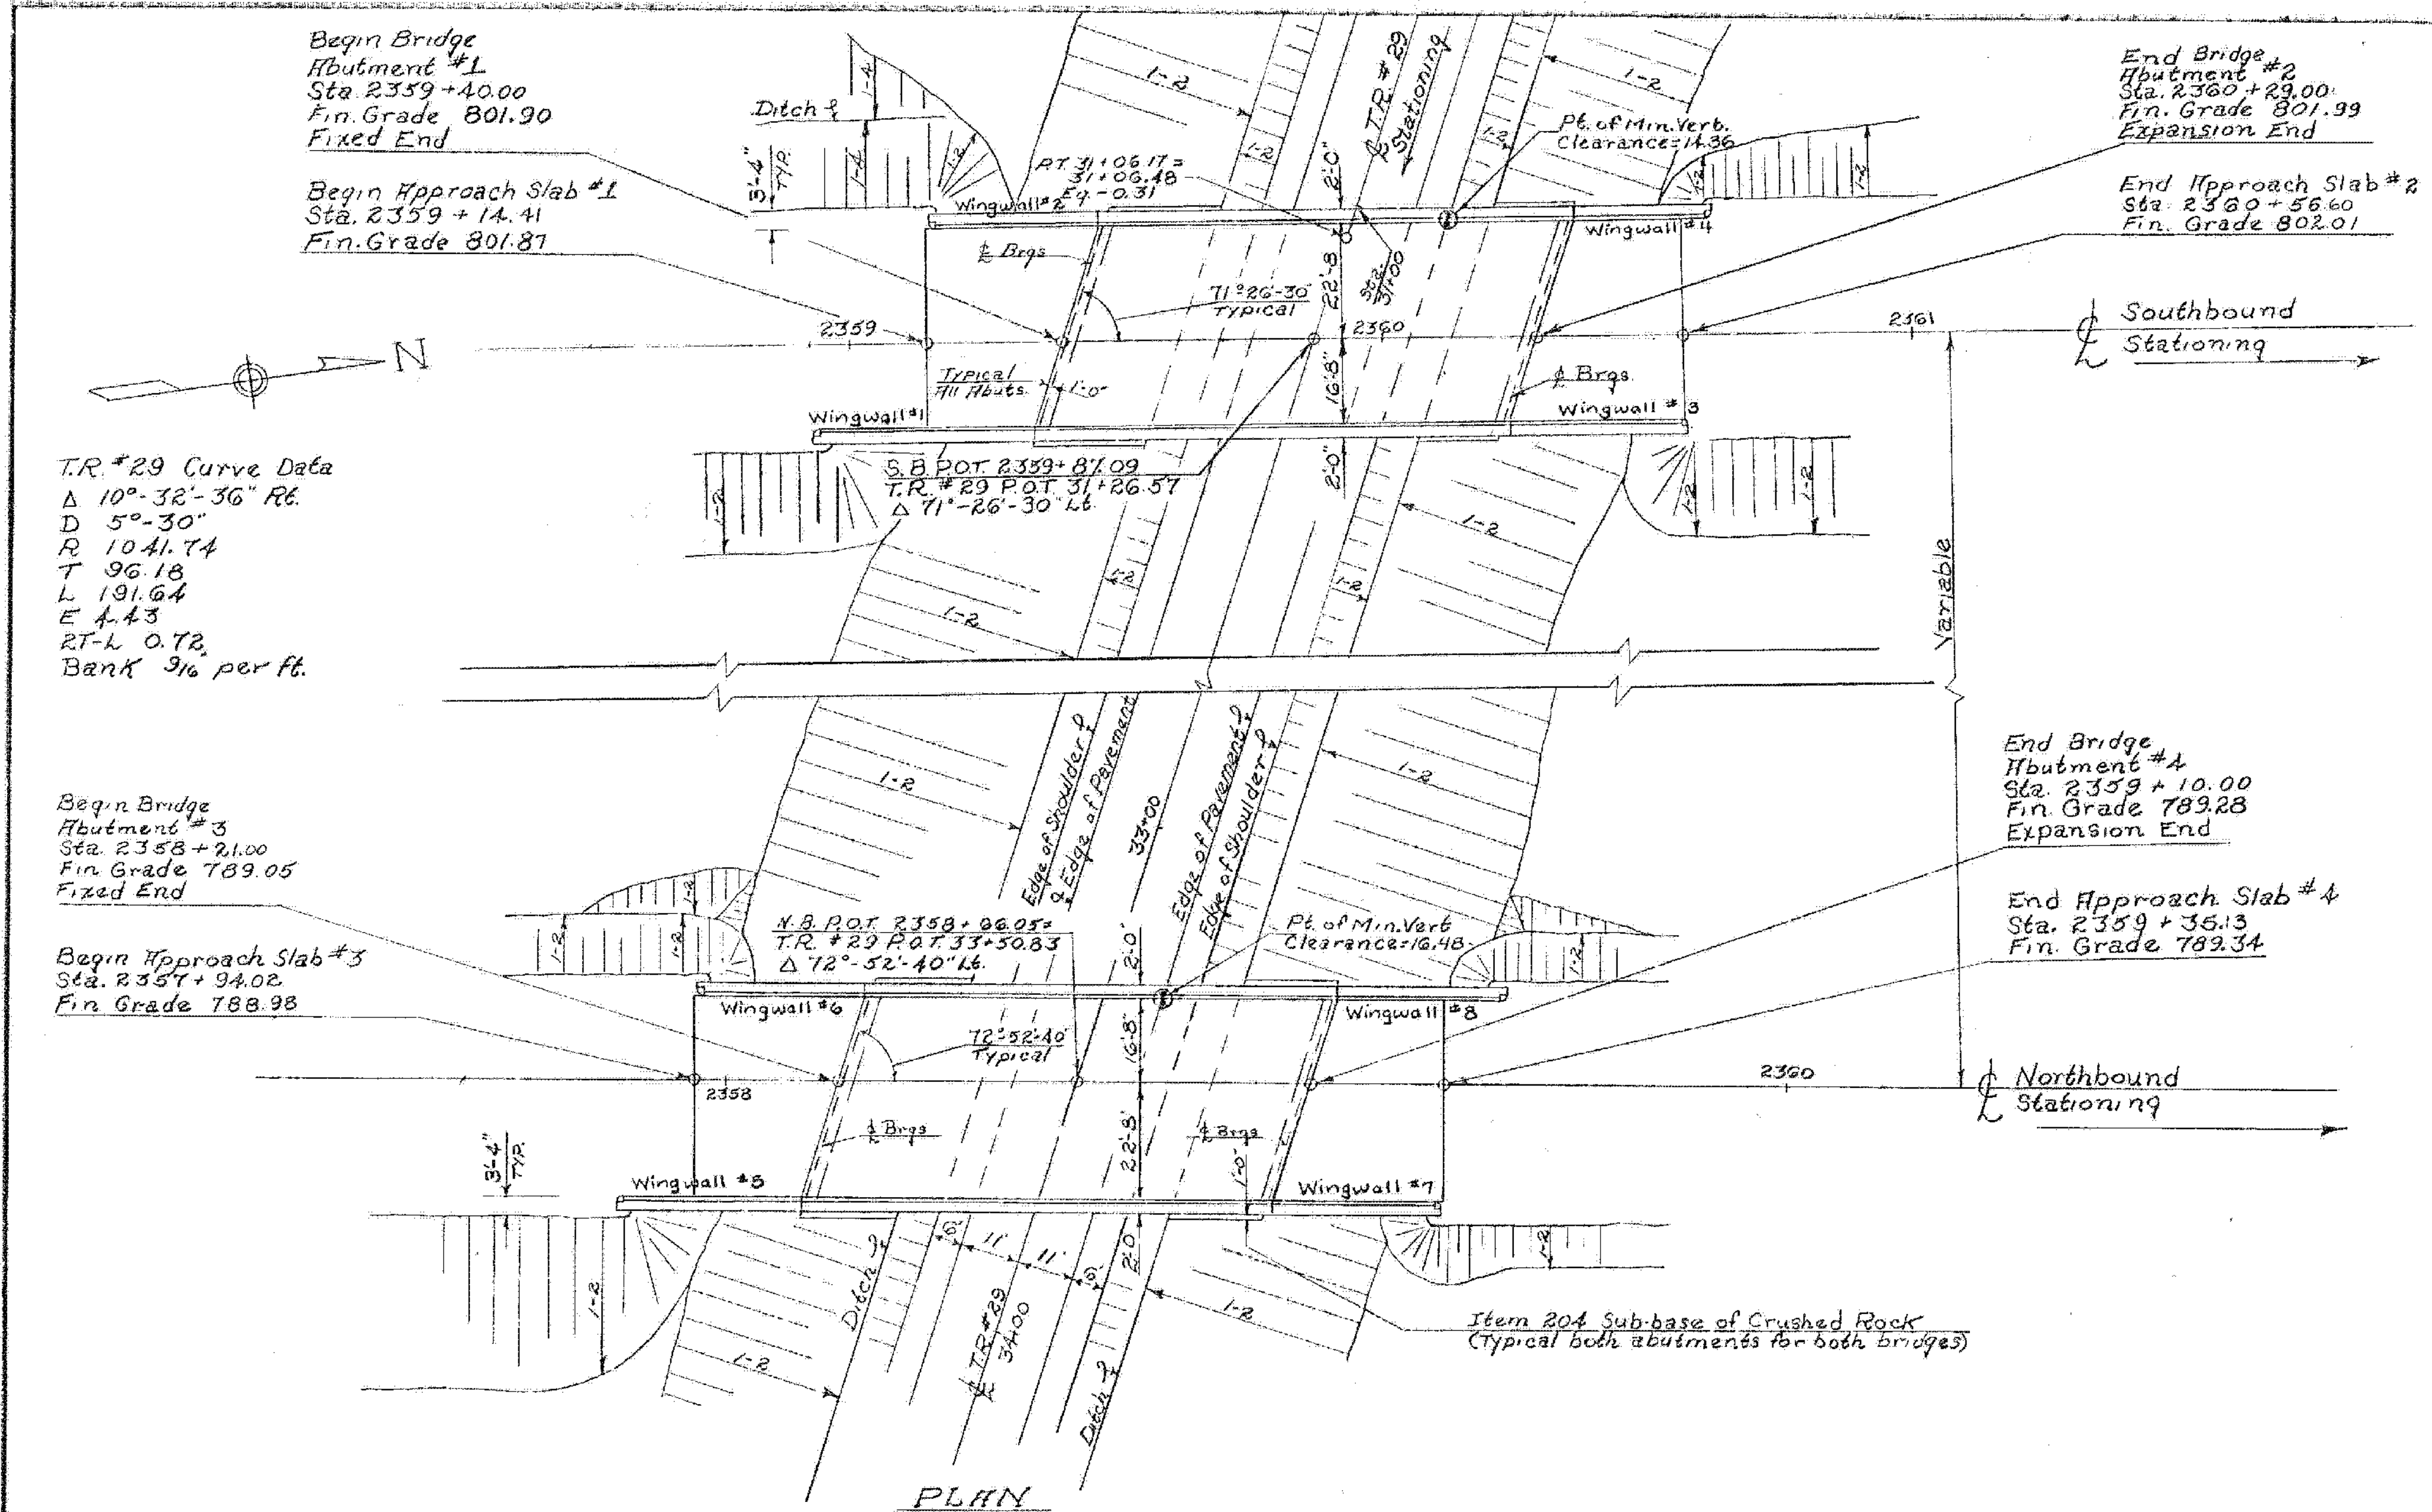 Begin Bridge
Abutment #1
Sta. 2359+40.00
Fin. Grade 801.90
Fixed End
Begin Approach Slab #1
Sta. 2359 + 14.41
Fin. Grade 801.87
Ditch ℄
3'-4"
TYP.
1-4
1-4
1-2
1-2
1-2
℄ T.R. #29
Stationing
1-2
1-2
Pt. of Min. Vert.
Clearance=14.36
P.T. 31+06.17=
31+06.48
Eq. -0.31
2'-0"
1-2
1-2
End Bridge
Abutment #2
Sta. 2360+29.00
Fin. Grade 801.99
Expansion End
End Approach Slab #2
Sta. 2360+56.60
Fin. Grade 802.01
Wingwall #2
Wingwall #4
℄ Brgs
71°-26'-30"
Typical
22'-8
Sta.
31+00
2359
2360
2361
℄ Southbound
Stationing
N
Typical
All Abuts.
1'-0"
16'-8"
℄ Brgs.
Wingwall #1
Wingwall #3
S.B. P.O.T. 2359+87.09
T.R. #29 P.O.T. 31+26.57
Δ 71°-26'-30" Lt.
2'-0"
1-2
1-2
1-2
1-2
T.R. #29 Curve Data
Δ 10°-32'-36" Rt.
D 5°-30"
R 1041.74
T 96.18
L 191.64
E 4.43
2T-L 0.72
Bank 9/16 per ft.
1-2
1-2
1-2
Variable
Edge of Shoulder ℄
℄ Edge of Pavement
33+00
Edge of Pavement ℄
Edge of Shoulder ℄
1-2
1-2
Begin Bridge
Abutment #3
Sta. 2358+21.00
Fin Grade 789.05
Fixed End
Begin Approach Slab #3
Sta. 2357+94.02
Fin Grade 788.98
End Bridge
Abutment #4
Sta. 2359+10.00
Fin. Grade 789.28
Expansion End
End Approach Slab #4
Sta. 2359 + 35.13
Fin. Grade 789.34
1-2
1-2
1-2
N.B. P.O.T. 2358+66.05=
T.R. #29 P.O.T. 33+50.83
Δ 72°-52'-40" Lt.
2'-0"
Pt. of Min. Vert
Clearance=16.48
1-2
Wingwall #6
Wingwall #8
72°-52'-40"
Typical
16'-8"
2358
2360
℄ Northbound
Stationing
℄ Brgs
22'-8"
℄ Brgs
1'-0"
3'-4"
TYP.
Wingwall #5
Wingwall #7
1-2
1-2
Ditch ℄
6'
11'
11'
6'
2'-0
℄ T.R. #29
34+00
Ditch ℄
1-2
1-2
Item 204 Sub-base of Crushed Rock
(Typical both abutments for both bridges)
PLAN